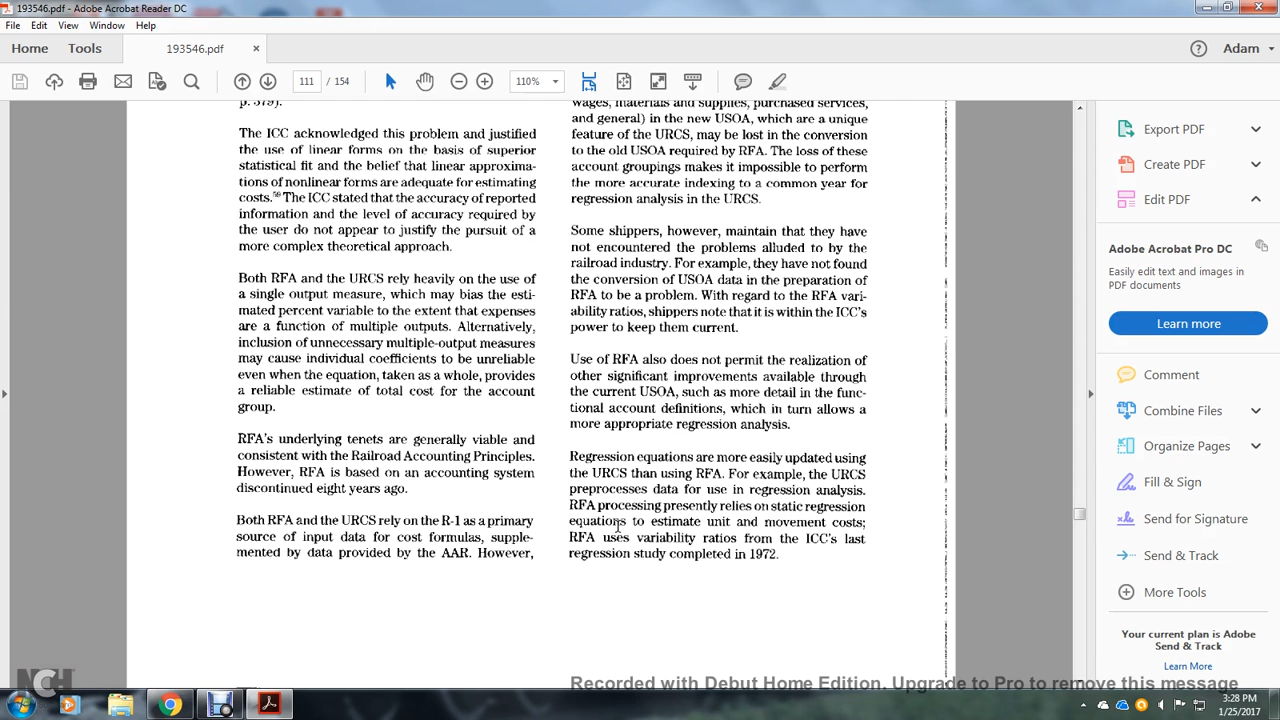 193546.pdf - Adobe Acrobat Reader DC
File Edit View Window Help
Home Tools 193546.pdf × Adam
111 / 154 110%
p. 379).
The ICC acknowledged this problem and justified
the use of linear forms on the basis of superior
statistical fit and the belief that linear approxima-
tions of nonlinear forms are adequate for estimating
costs.⁵⁹ The ICC stated that the accuracy of reported
information and the level of accuracy required by
the user do not appear to justify the pursuit of a
more complex theoretical approach.
Both RFA and the URCS rely heavily on the use of
a single output measure, which may bias the esti-
mated percent variable to the extent that expenses
are a function of multiple outputs. Alternatively,
inclusion of unnecessary multiple-output measures
may cause individual coefficients to be unreliable
even when the equation, taken as a whole, provides
a reliable estimate of total cost for the account
group.
RFA's underlying tenets are generally viable and
consistent with the Railroad Accounting Principles.
However, RFA is based on an accounting system
discontinued eight years ago.
Both RFA and the URCS rely on the R-1 as a primary
source of input data for cost formulas, supple-
mented by data provided by the AAR. However,
wages, materials and supplies, purchased services,
and general) in the new USOA, which are a unique
feature of the URCS, may be lost in the conversion
to the old USOA required by RFA. The loss of these
account groupings makes it impossible to perform
the more accurate indexing to a common year for
regression analysis in the URCS.
Some shippers, however, maintain that they have
not encountered the problems alluded to by the
railroad industry. For example, they have not found
the conversion of USOA data in the preparation of
RFA to be a problem. With regard to the RFA vari-
ability ratios, shippers note that it is within the ICC's
power to keep them current.
Use of RFA also does not permit the realization of
other significant improvements available through
the current USOA, such as more detail in the func-
tional account definitions, which in turn allows a
more appropriate regression analysis.
Regression equations are more easily updated using
the URCS than using RFA. For example, the URCS
preprocesses data for use in regression analysis.
RFA processing presently relies on static regression
equations to estimate unit and movement costs;
RFA uses variability ratios from the ICC's last
regression study completed in 1972.
Export PDF
Create PDF
Edit PDF
Adobe Acrobat Pro DC
Easily edit text and images in
PDF documents
Learn more
Comment
Combine Files
Organize Pages
Fill & Sign
Send for Signature
Send & Track
More Tools
Your current plan is Adobe
Send & Track
Learn More
NCH
Recorded with Debut Home Edition. Upgrade to Pro to remove this message
3:28 PM
1/25/2017